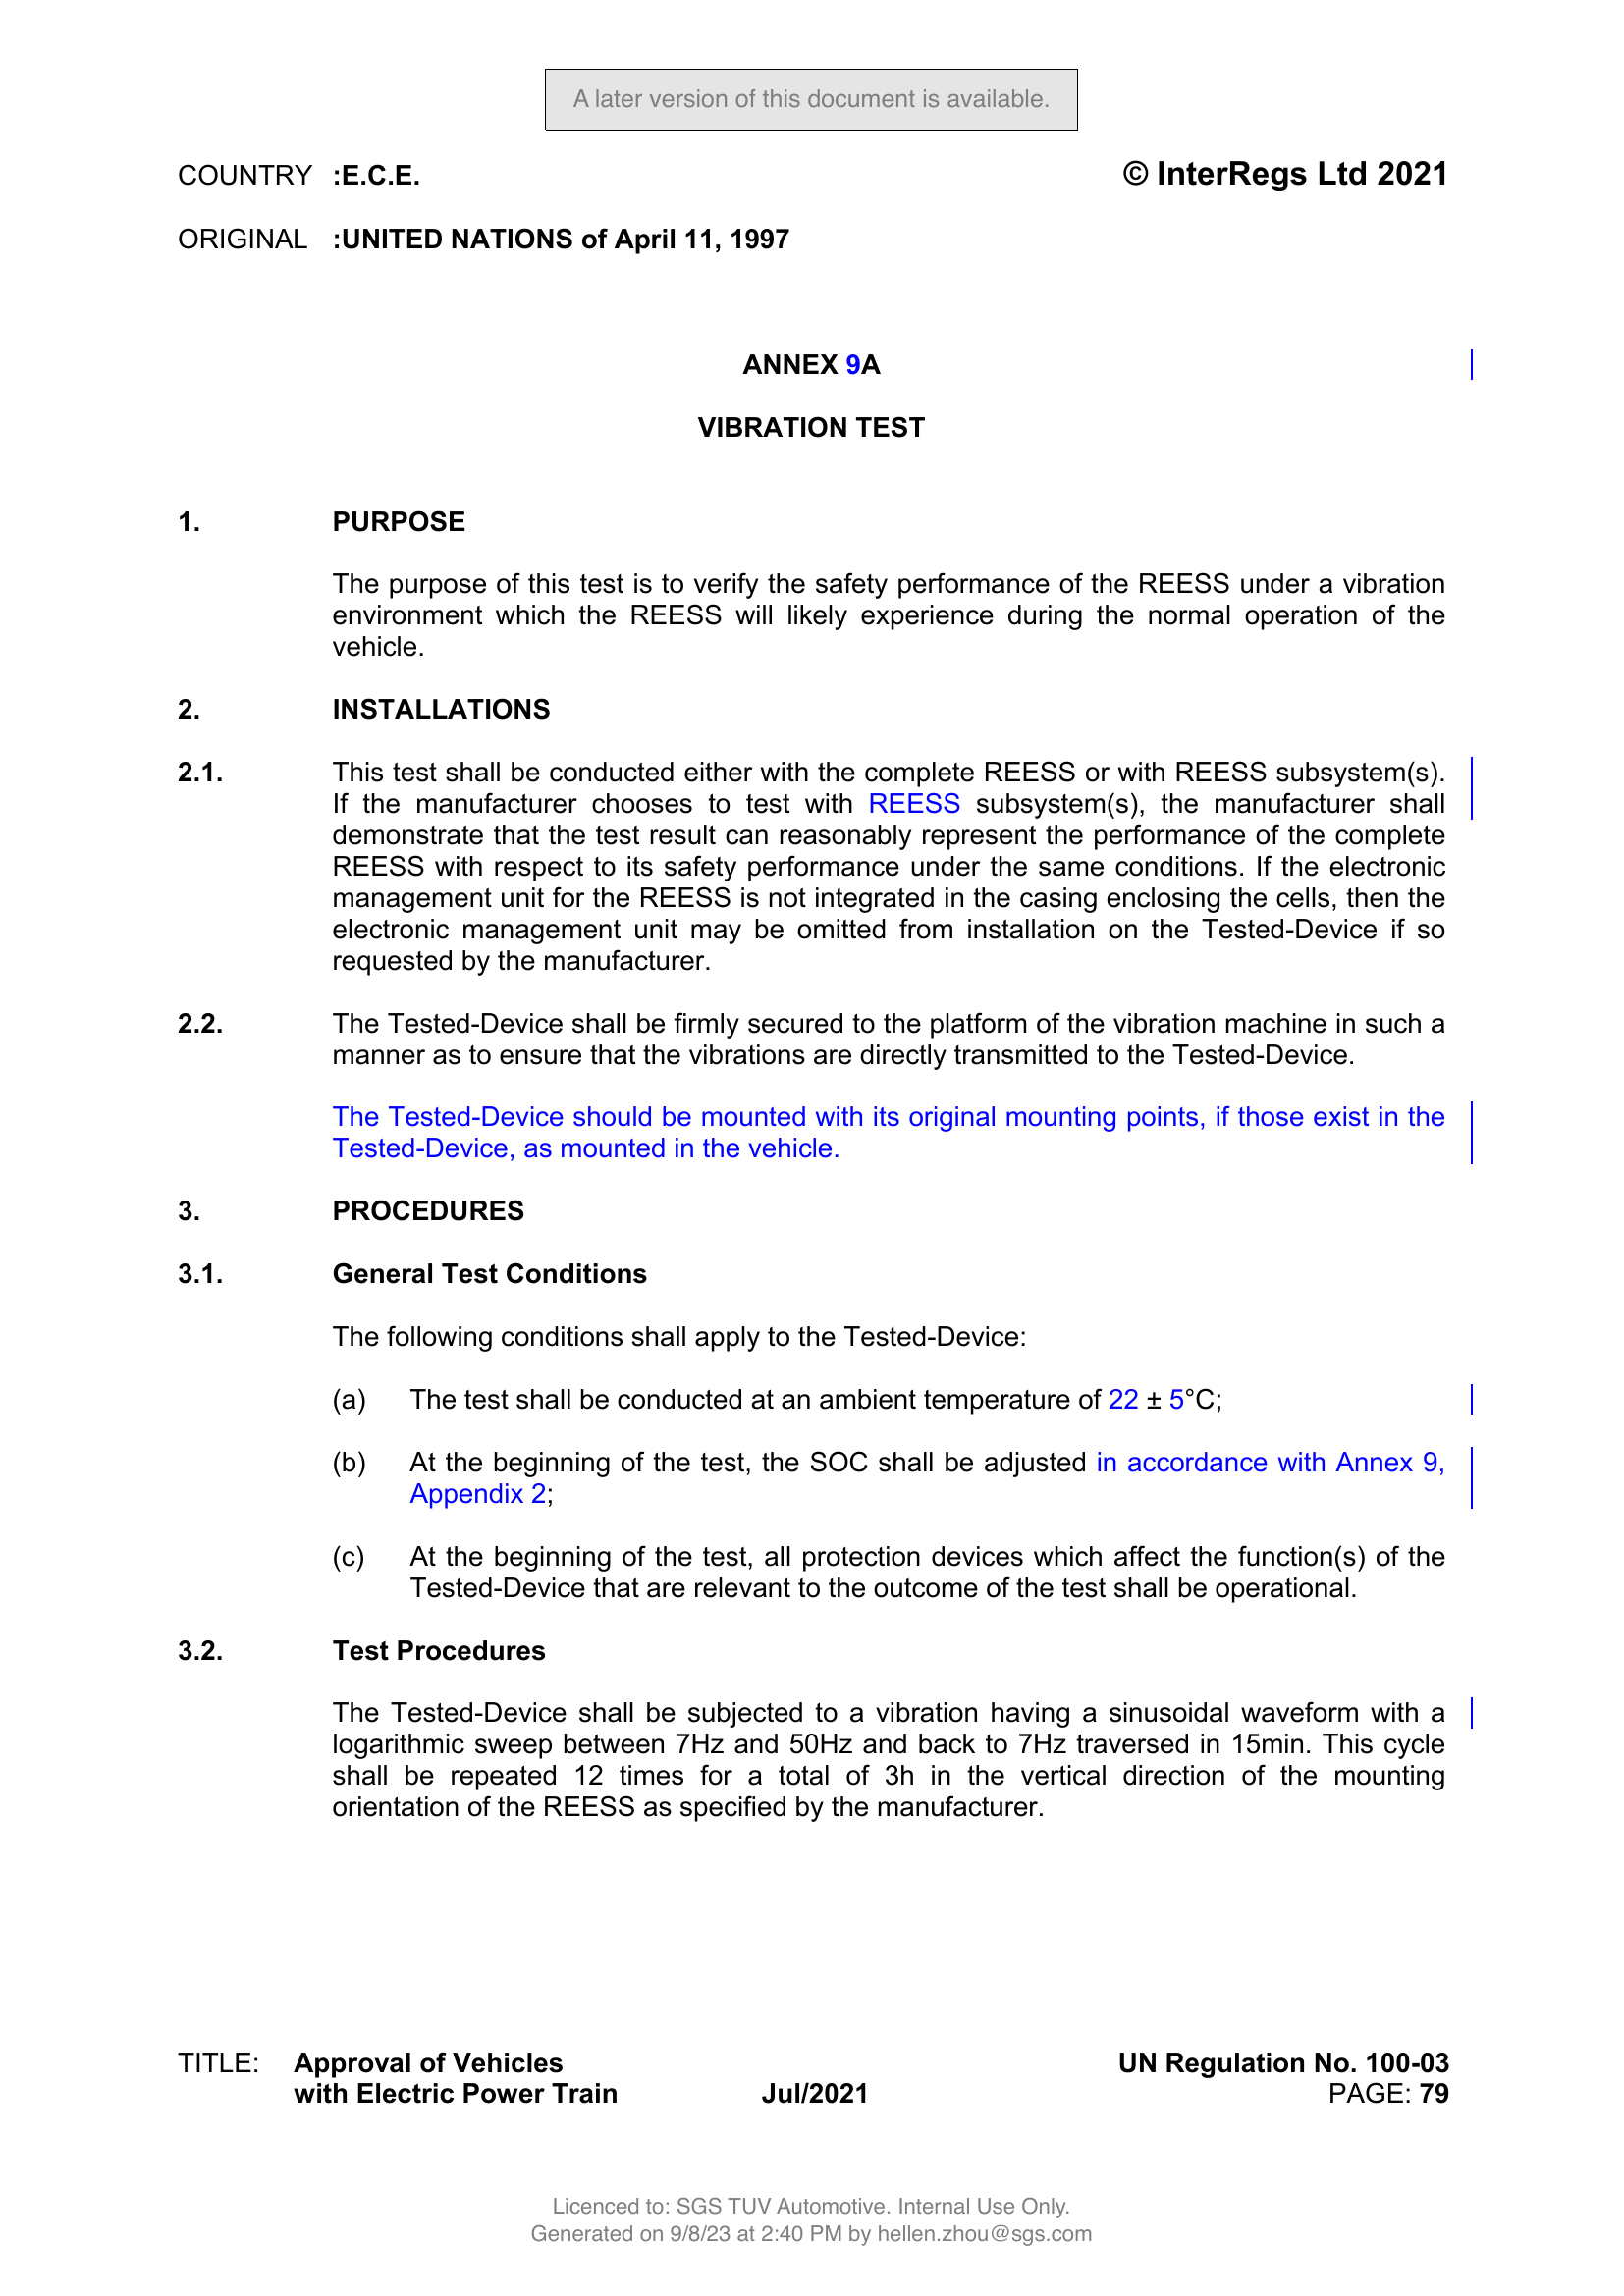 A later version of this document is available.
COUNTRY :E.C.E. © InterRegs Ltd 2021
ORIGINAL :UNITED NATIONS of April 11, 1997
ANNEX 9A
VIBRATION TEST
1. PURPOSE
The purpose of this test is to verify the safety performance of the REESS under a vibration
environment which the REESS will likely experience during the normal operation of the
vehicle.
2. INSTALLATIONS
2.1. This test shall be conducted either with the complete REESS or with REESS subsystem(s).
If the manufacturer chooses to test with REESS subsystem(s), the manufacturer shall
demonstrate that the test result can reasonably represent the performance of the complete
REESS with respect to its safety performance under the same conditions. If the electronic
management unit for the REESS is not integrated in the casing enclosing the cells, then the
electronic management unit may be omitted from installation on the Tested-Device if so
requested by the manufacturer.
2.2. The Tested-Device shall be firmly secured to the platform of the vibration machine in such a
manner as to ensure that the vibrations are directly transmitted to the Tested-Device.
The Tested-Device should be mounted with its original mounting points, if those exist in the
Tested-Device, as mounted in the vehicle.
3. PROCEDURES
3.1. General Test Conditions
The following conditions shall apply to the Tested-Device:
(a) The test shall be conducted at an ambient temperature of 22 ± 5°C;
(b) At the beginning of the test, the SOC shall be adjusted in accordance with Annex 9,
Appendix 2;
(c) At the beginning of the test, all protection devices which affect the function(s) of the
Tested-Device that are relevant to the outcome of the test shall be operational.
3.2. Test Procedures
The Tested-Device shall be subjected to a vibration having a sinusoidal waveform with a
logarithmic sweep between 7Hz and 50Hz and back to 7Hz traversed in 15min. This cycle
shall be repeated 12 times for a total of 3h in the vertical direction of the mounting
orientation of the REESS as specified by the manufacturer.
TITLE: Approval of Vehicles UN Regulation No. 100-03
with Electric Power Train Jul/2021 PAGE: 79
Licenced to: SGS TUV Automotive. Internal Use Only.
Generated on 9/8/23 at 2:40 PM by hellen.zhou@sgs.com